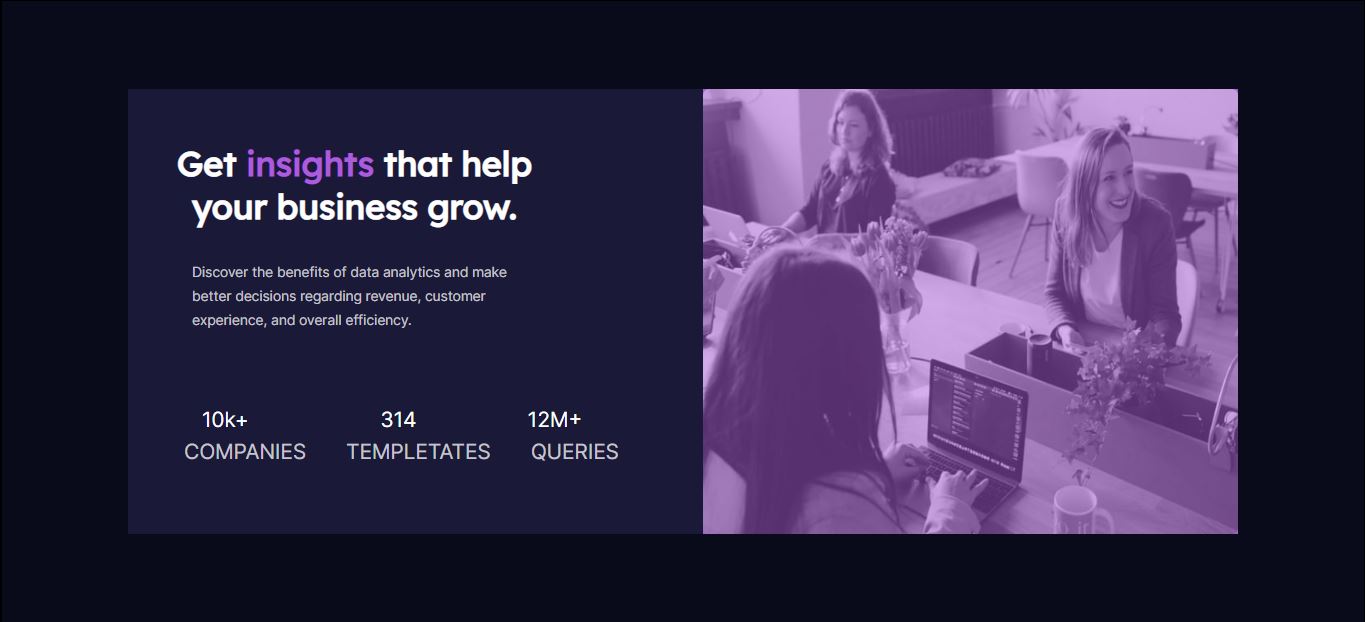 Get insights that help
your business grow.
Discover the benefits of data analytics and make
better decisions regarding revenue, customer
experience, and overall efficiency.
10k+ 314 12M+
COMPANIES TEMPLETATES QUERIES